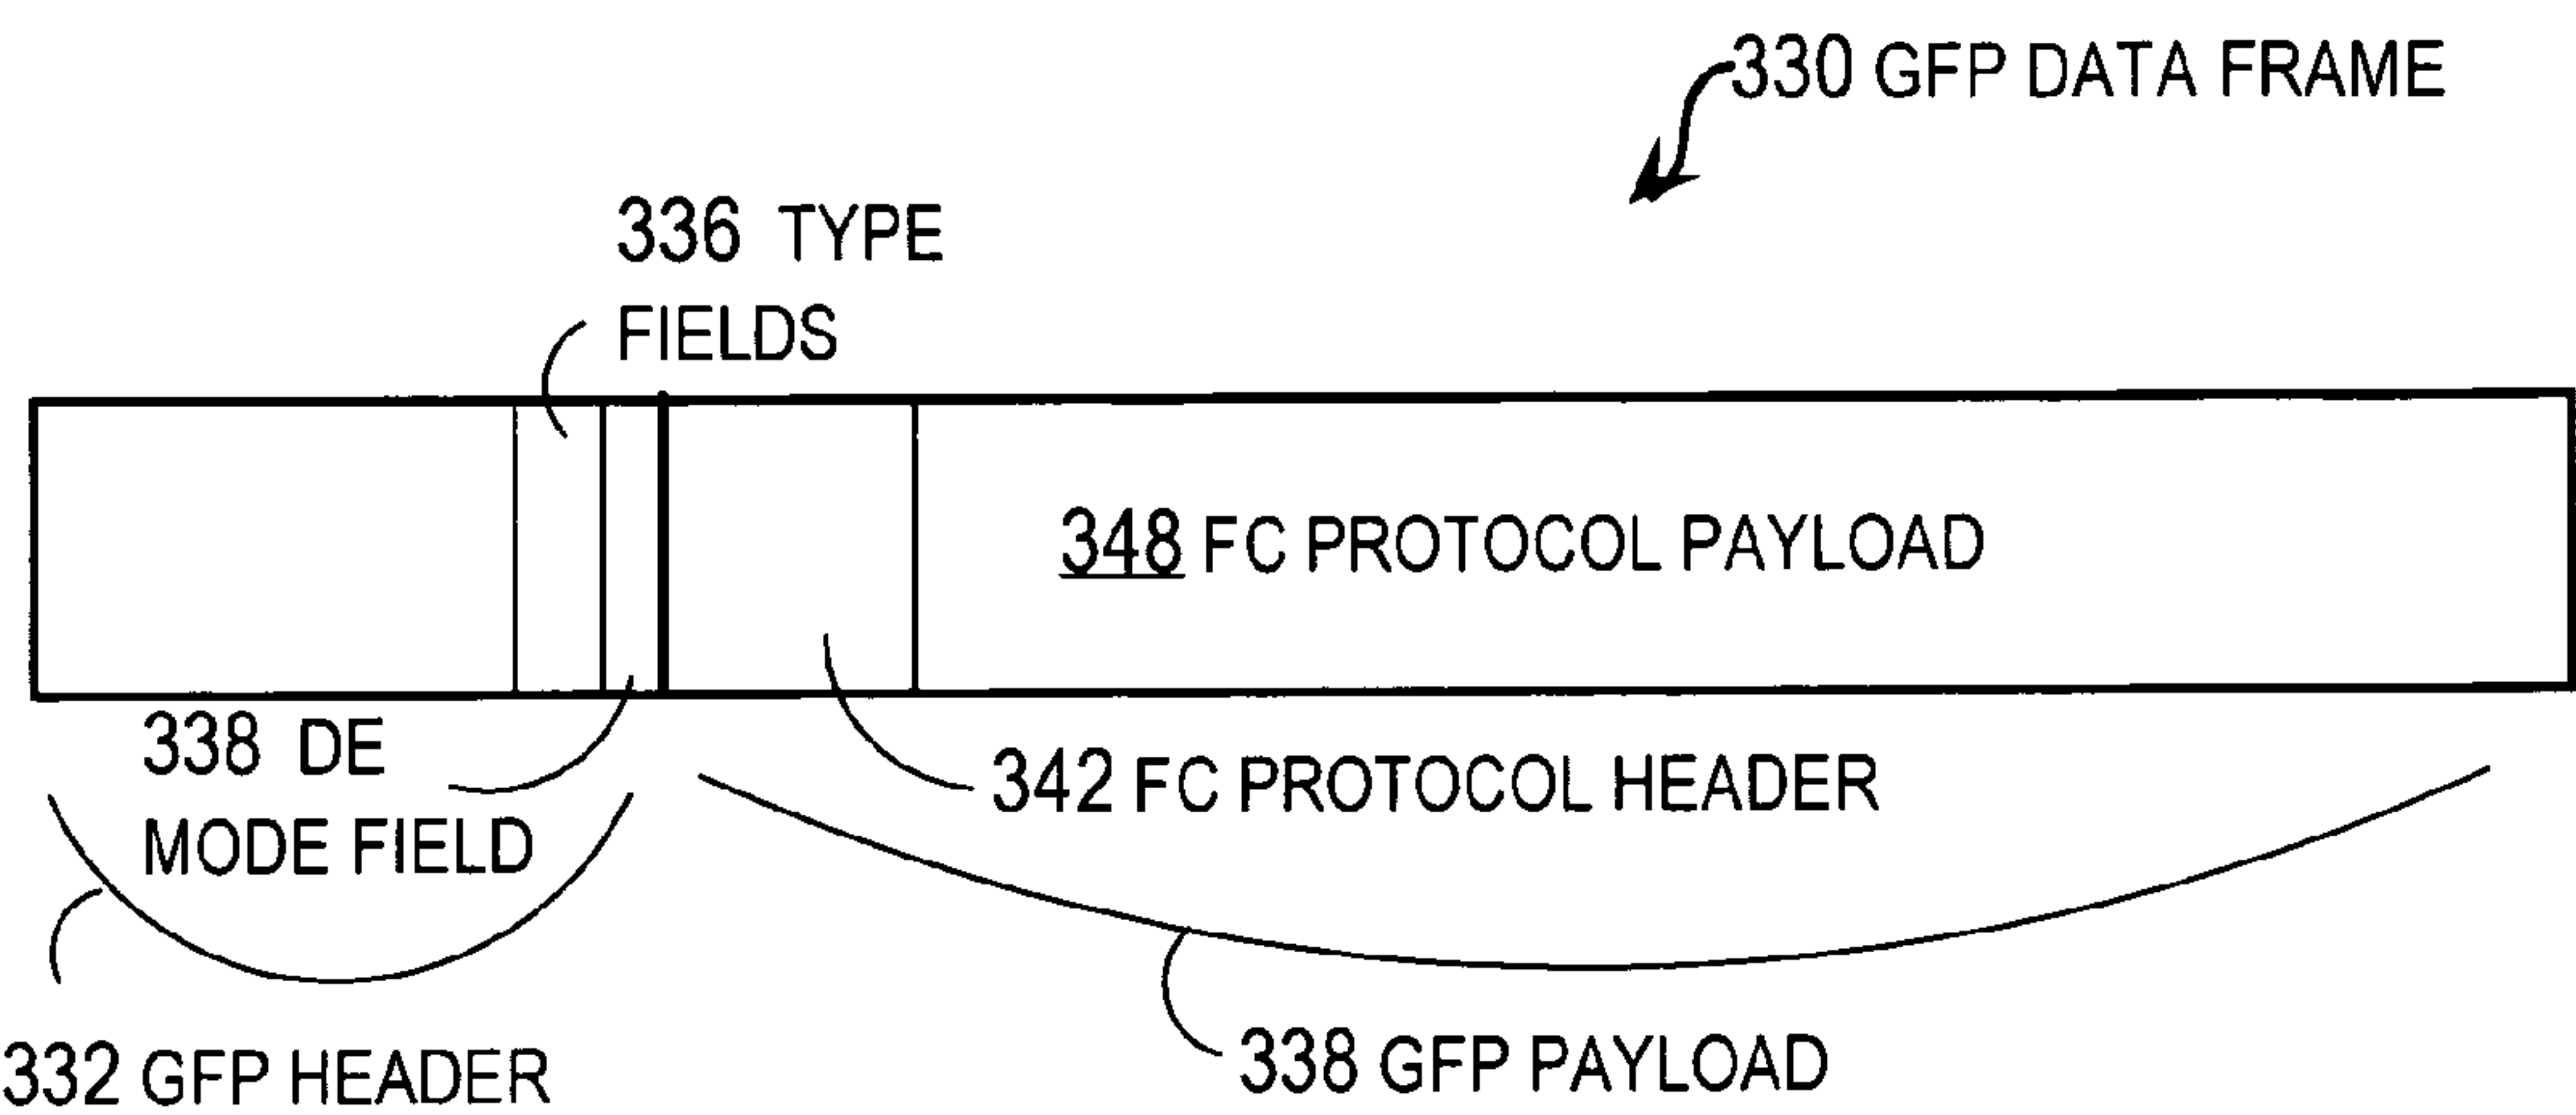 330 GFP DATA FRAME
336 TYPE
FIELDS
348 FC PROTOCOL PAYLOAD
338 DE
MODE FIELD
342 FC PROTOCOL HEADER
332 GFP HEADER
338 GFP PAYLOAD